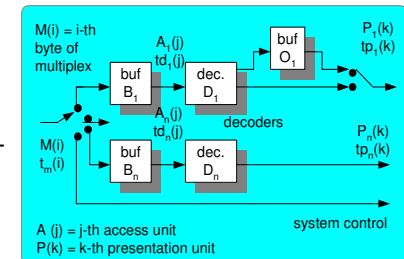 M(i) = i-th
byte of
multiplex
A₁(j)
td₁(j)
buf
O₁
P₁(k)
tp₁(k)
buf
B₁
dec.
D₁
decoders
M(i)
tₘ(i)
Aₙ(j)
tdₙ(j)
buf
Bₙ
dec.
Dₙ
Pₙ(k)
tpₙ(k)
system control
A (j) = j-th access unit
P(k) = k-th presentation unit